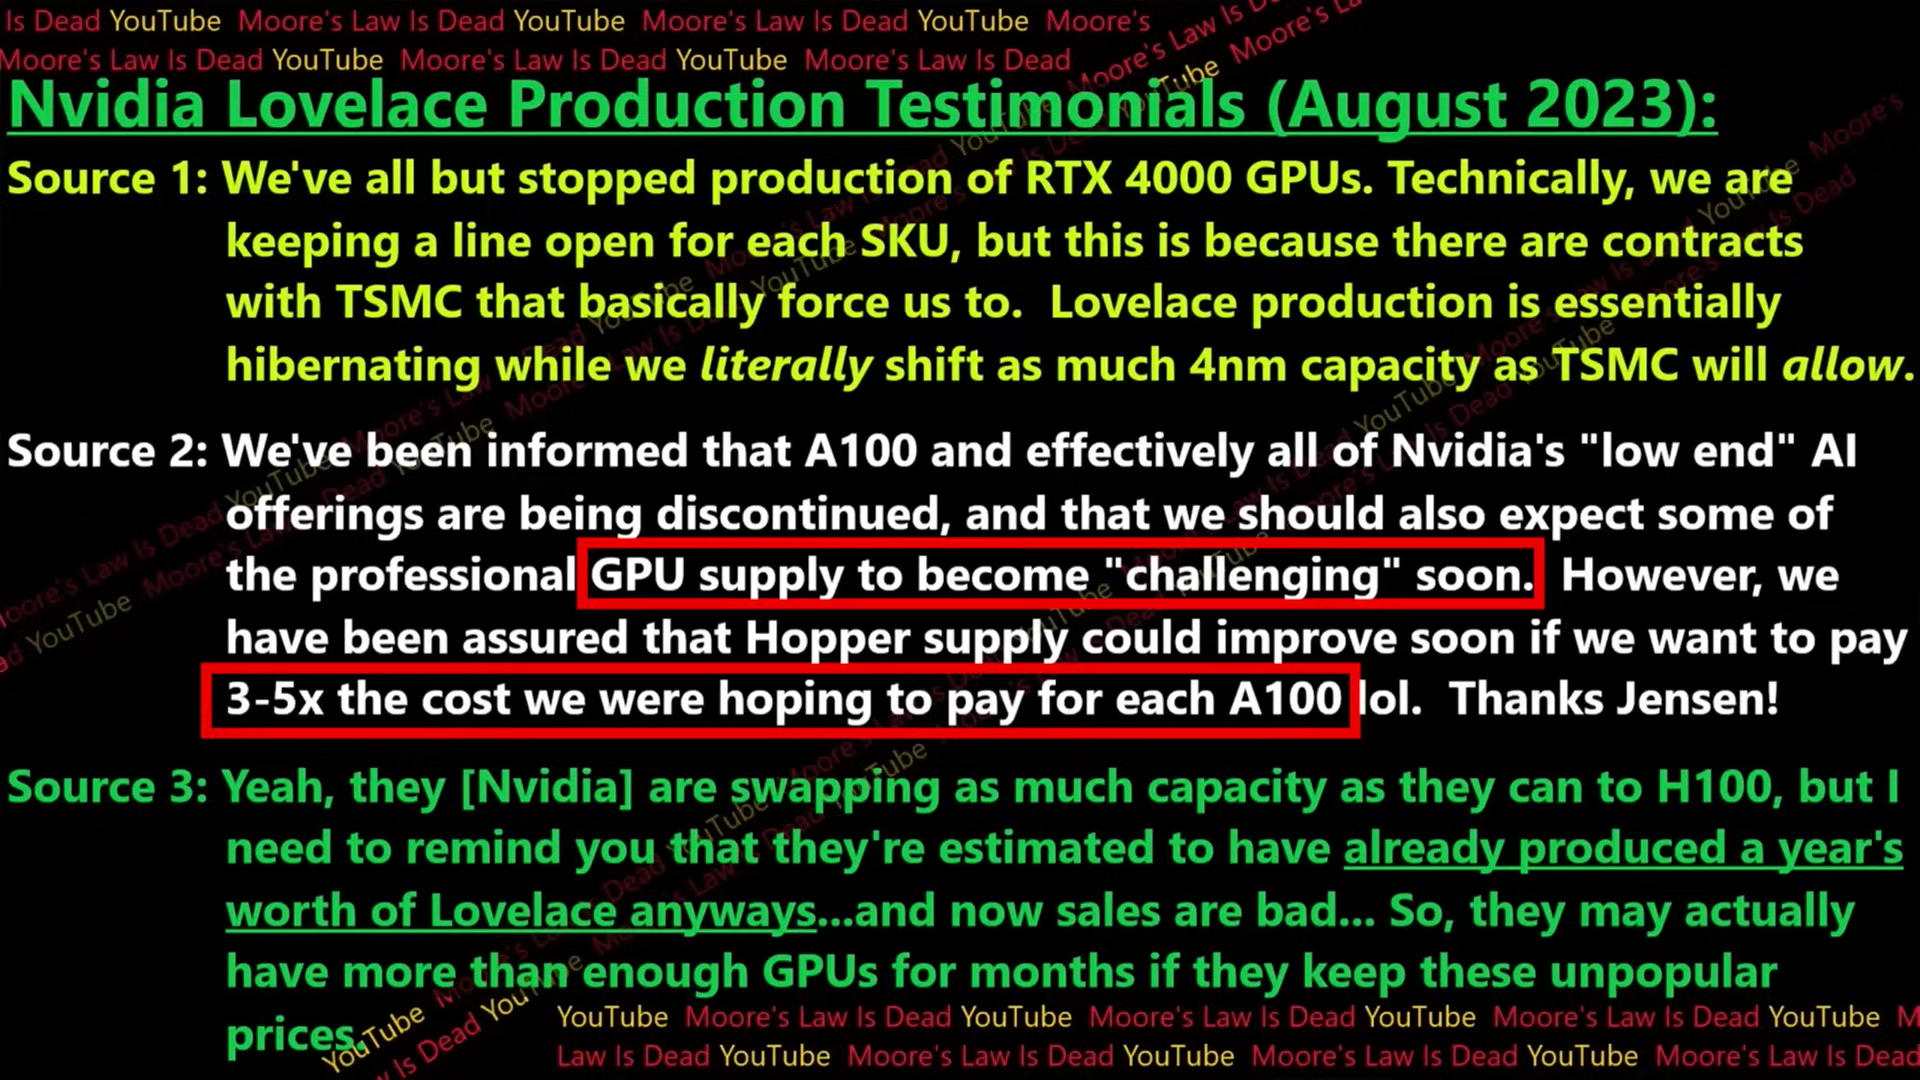 Is Dead YouTube Moore's Law Is Dead YouTube Moore's Law Is Dead YouTube Moore's
Moore's Law Is Dead YouTube Moore's Law Is Dead YouTube Moore's Law Is Dead
Nvidia Lovelace Production Testimonials (August 2023):
Source 1: We've all but stopped production of RTX 4000 GPUs. Technically, we are
keeping a line open for each SKU, but this is because there are contracts
with TSMC that basically force us to. Lovelace production is essentially
hibernating while we literally shift as much 4nm capacity as TSMC will allow.
Source 2: We've been informed that A100 and effectively all of Nvidia's "low end" AI
offerings are being discontinued, and that we should also expect some of
the professional GPU supply to become "challenging" soon. However, we
have been assured that Hopper supply could improve soon if we want to pay
3-5x the cost we were hoping to pay for each A100 lol. Thanks Jensen!
Source 3: Yeah, they [Nvidia] are swapping as much capacity as they can to H100, but I
need to remind you that they're estimated to have already produced a year's
worth of Lovelace anyways...and now sales are bad... So, they may actually
have more than enough GPUs for months if they keep these unpopular
prices.
YouTube Moore's Law Is Dead YouTube Moore's Law Is Dead YouTube Moore's Law Is Dead YouTube M
Law Is Dead YouTube Moore's Law Is Dead YouTube Moore's Law Is Dead YouTube Moore's Law Is Dead